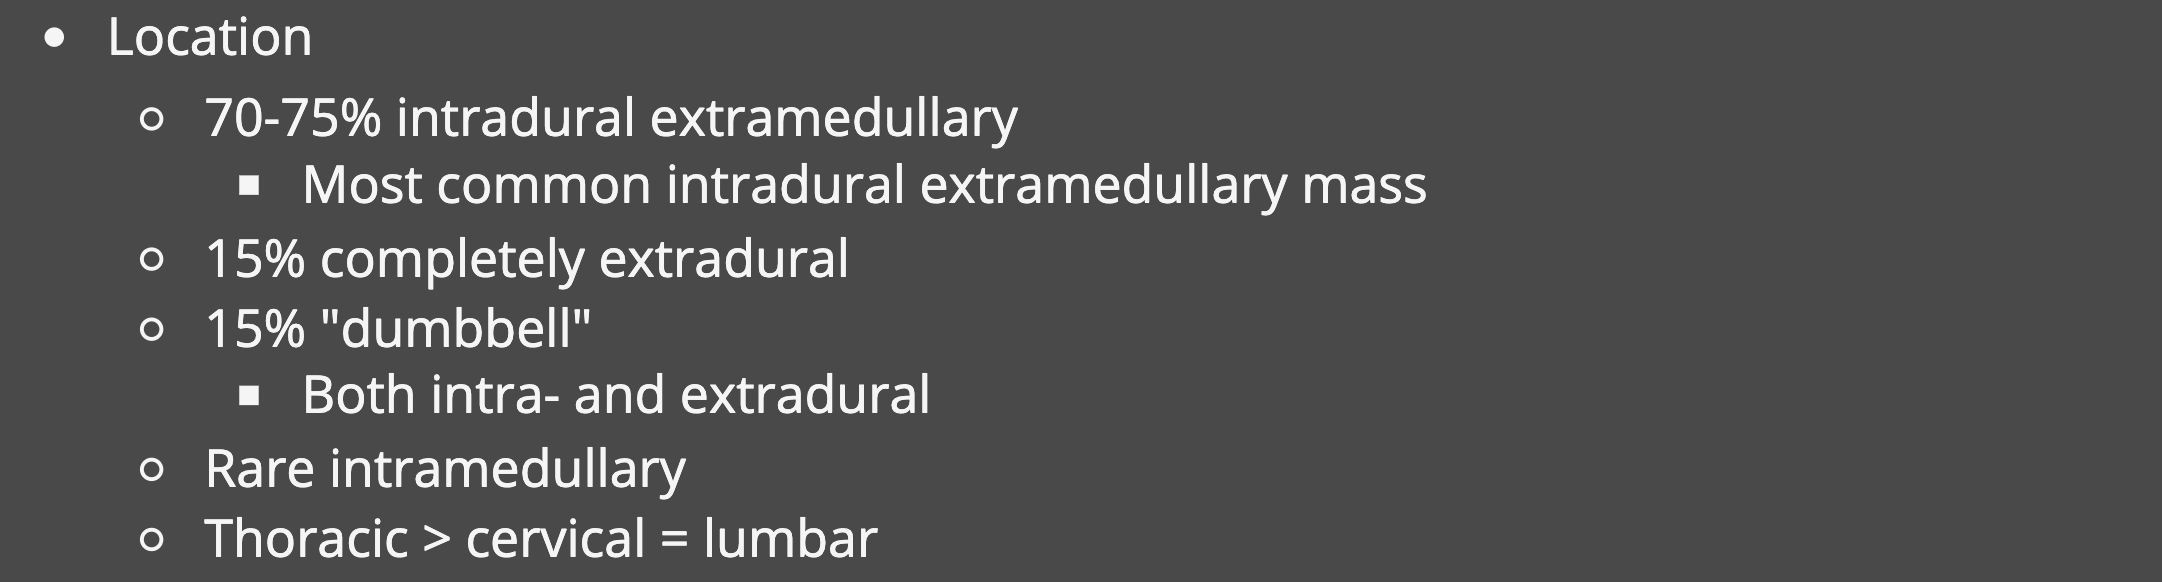 Location
70-75% intradural extramedullary
Most common intradural extramedullary mass
15% completely extradural
15% "dumbbell"
Both intra- and extradural
Rare intramedullary
Thoracic > cervical = lumbar